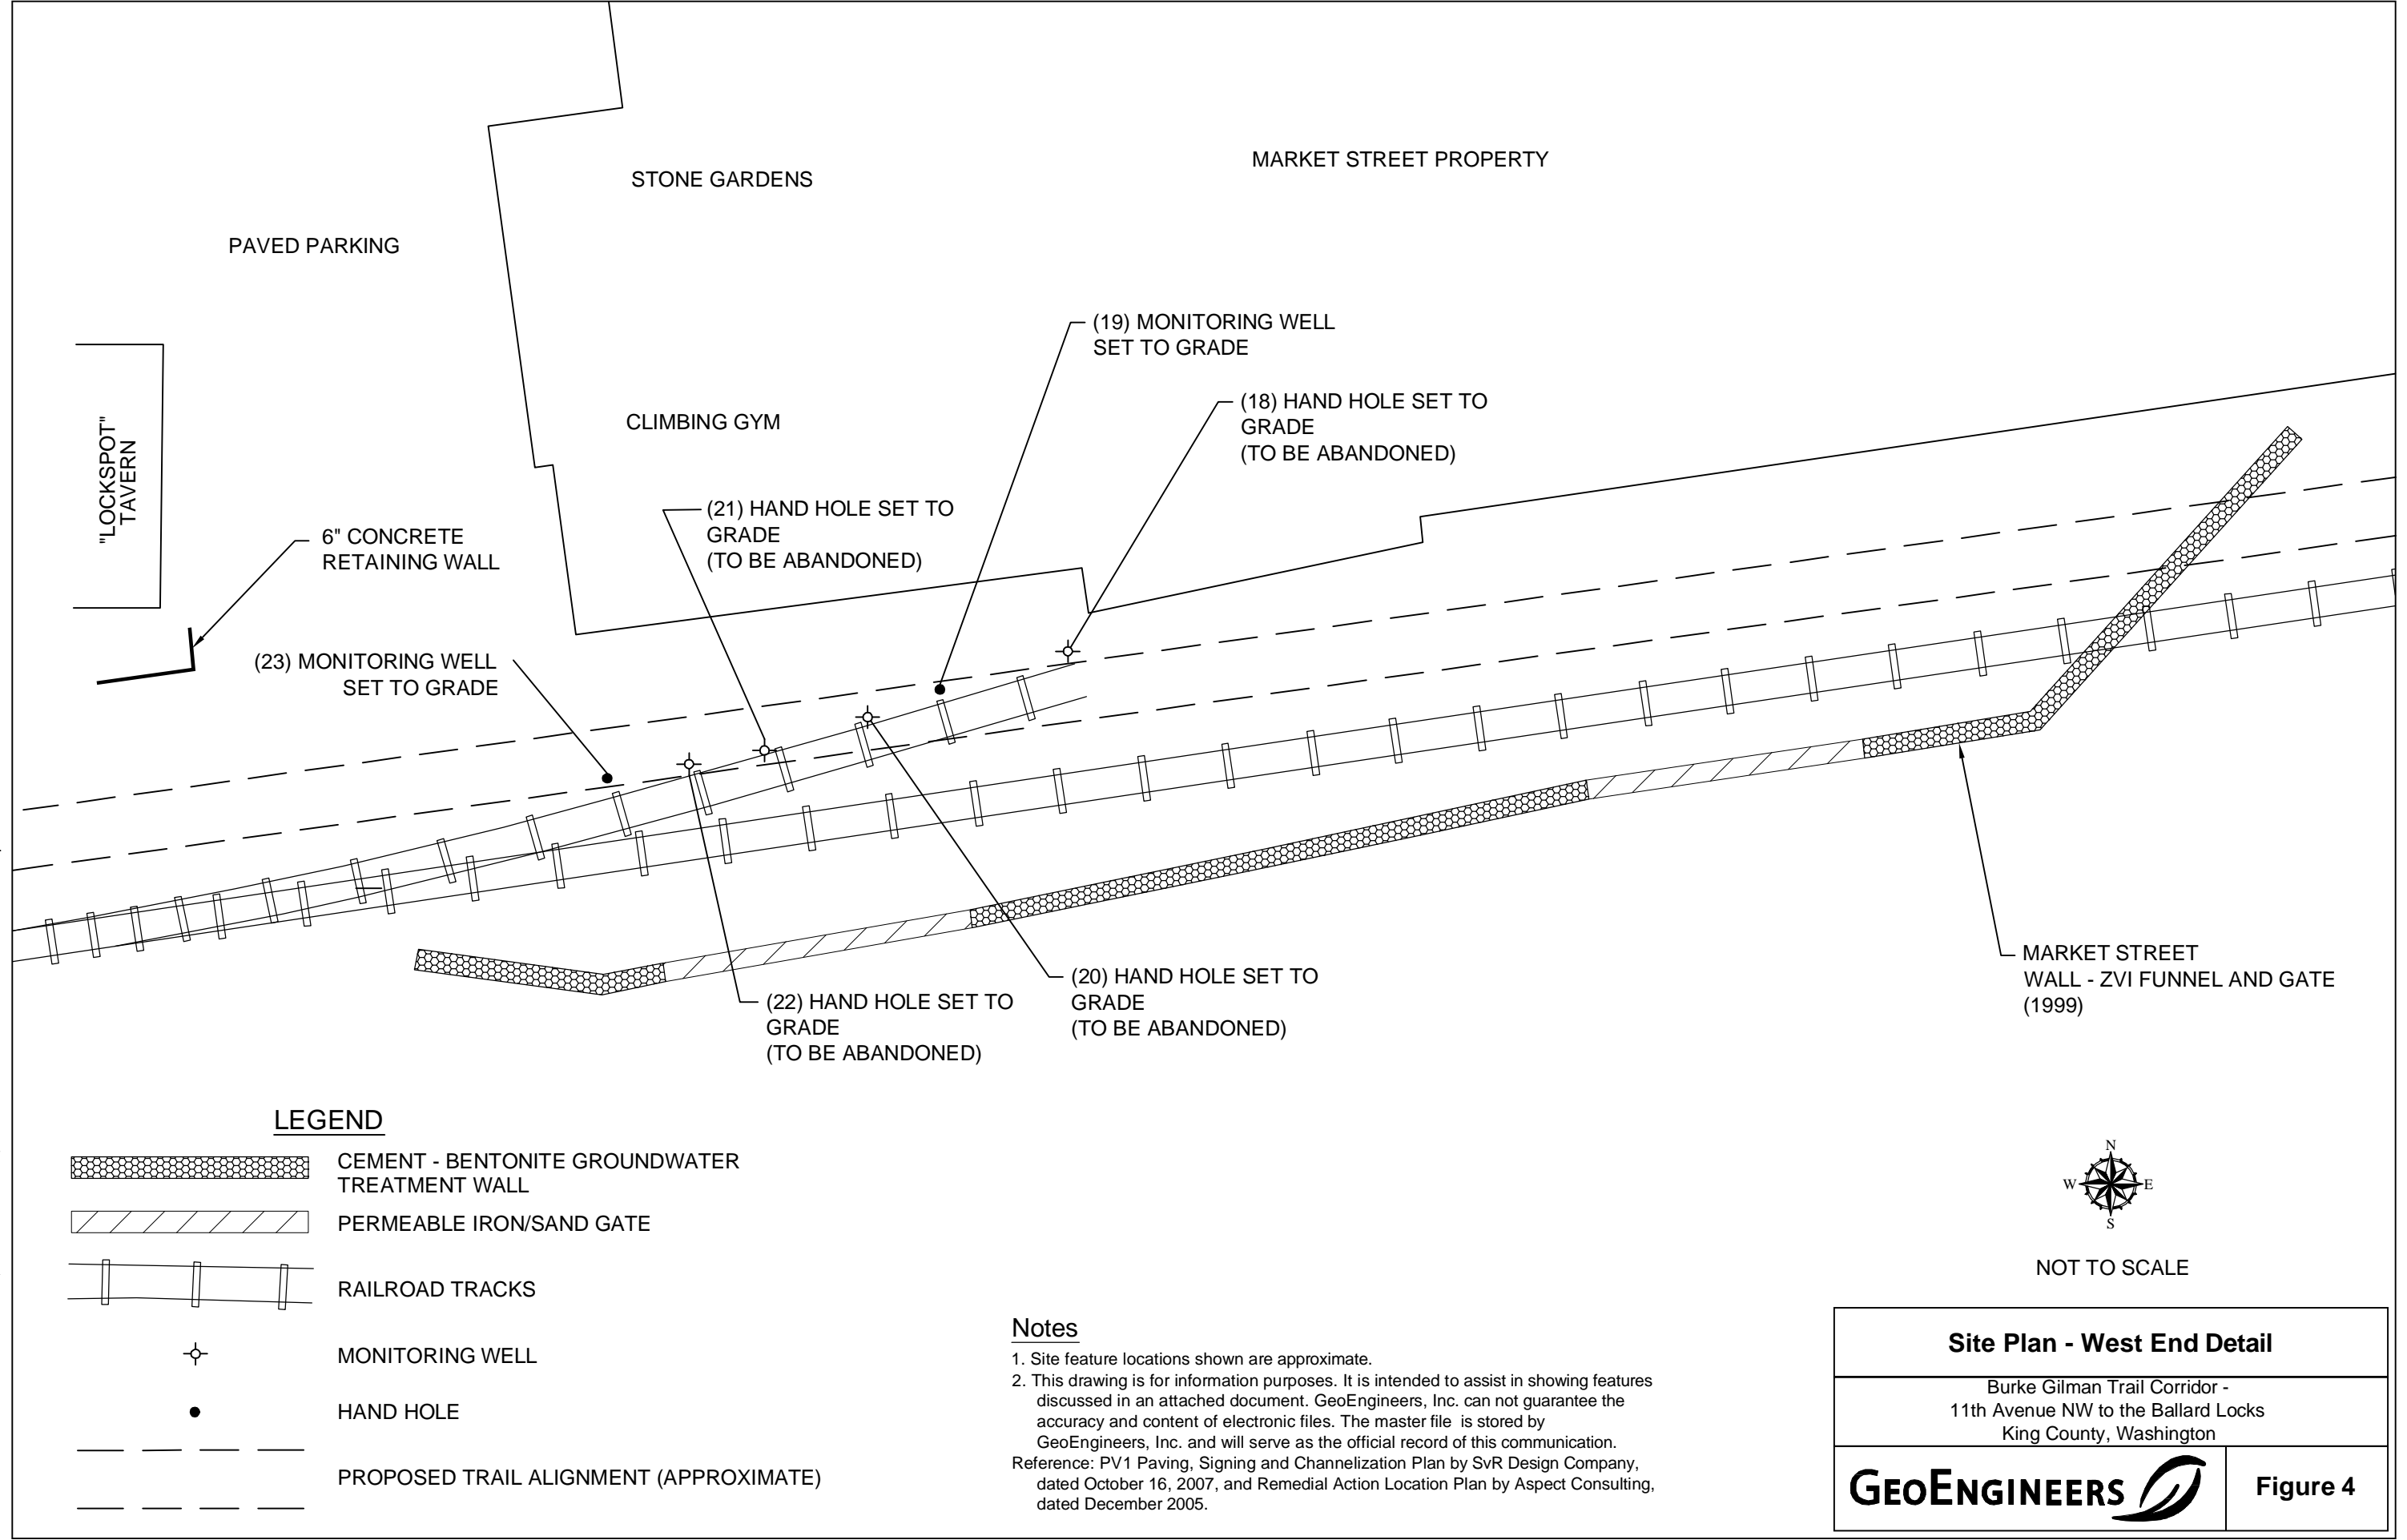 STONE GARDENS
MARKET STREET PROPERTY
PAVED PARKING
(19) MONITORING WELL
SET TO GRADE
(18) HAND HOLE SET TO
GRADE
(TO BE ABANDONED)
CLIMBING GYM
"LOCKSPOT"
TAVERN
(21) HAND HOLE SET TO
GRADE
(TO BE ABANDONED)
6" CONCRETE
RETAINING WALL
(23) MONITORING WELL
SET TO GRADE
MARKET STREET
WALL - ZVI FUNNEL AND GATE
(1999)
(20) HAND HOLE SET TO
GRADE
(TO BE ABANDONED)
(22) HAND HOLE SET TO
GRADE
(TO BE ABANDONED)
LEGEND
CEMENT - BENTONITE GROUNDWATER
TREATMENT WALL
PERMEABLE IRON/SAND GATE
RAILROAD TRACKS
MONITORING WELL
HAND HOLE
PROPOSED TRAIL ALIGNMENT (APPROXIMATE)
N
W E
S
NOT TO SCALE
Notes
1. Site feature locations shown are approximate.
2. This drawing is for information purposes. It is intended to assist in showing features
discussed in an attached document. GeoEngineers, Inc. can not guarantee the
accuracy and content of electronic files. The master file is stored by
GeoEngineers, Inc. and will serve as the official record of this communication.
Reference: PV1 Paving, Signing and Channelization Plan by SvR Design Company,
dated October 16, 2007, and Remedial Action Location Plan by Aspect Consulting,
dated December 2005.
Site Plan - West End Detail
Burke Gilman Trail Corridor -
11th Avenue NW to the Ballard Locks
King County, Washington
GEOENGINEERS
Figure 4